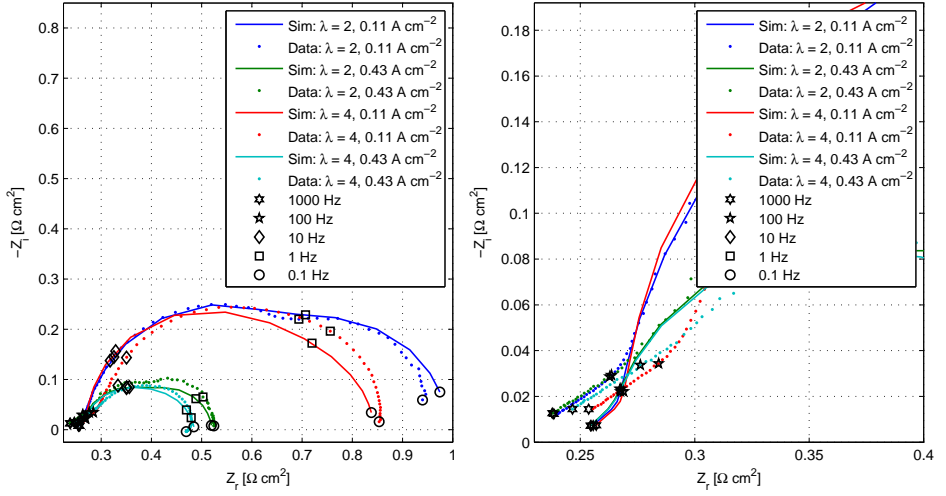 0.8
0.7
0.6
0.5
0.4
0.3
0.2
0.1
0
−Z_i [Ω cm²]
0.3 0.4 0.5 0.6 0.7 0.8 0.9 1
Z_r [Ω cm²]
Sim: λ = 2, 0.11 A cm⁻²
Data: λ = 2, 0.11 A cm⁻²
Sim: λ = 2, 0.43 A cm⁻²
Data: λ = 2, 0.43 A cm⁻²
Sim: λ = 4, 0.11 A cm⁻²
Data: λ = 4, 0.11 A cm⁻²
Sim: λ = 4, 0.43 A cm⁻²
Data: λ = 4, 0.43 A cm⁻²
1000 Hz
100 Hz
10 Hz
1 Hz
0.1 Hz
0.18
0.16
0.14
0.12
0.1
0.08
0.06
0.04
0.02
0
−Z_i [Ω cm²]
0.25 0.3 0.35 0.4
Z_r [Ω cm²]
Sim: λ = 2, 0.11 A cm⁻²
Data: λ = 2, 0.11 A cm⁻²
Sim: λ = 2, 0.43 A cm⁻²
Data: λ = 2, 0.43 A cm⁻²
Sim: λ = 4, 0.11 A cm⁻²
Data: λ = 4, 0.11 A cm⁻²
Sim: λ = 4, 0.43 A cm⁻²
Data: λ = 4, 0.43 A cm⁻²
1000 Hz
100 Hz
10 Hz
1 Hz
0.1 Hz